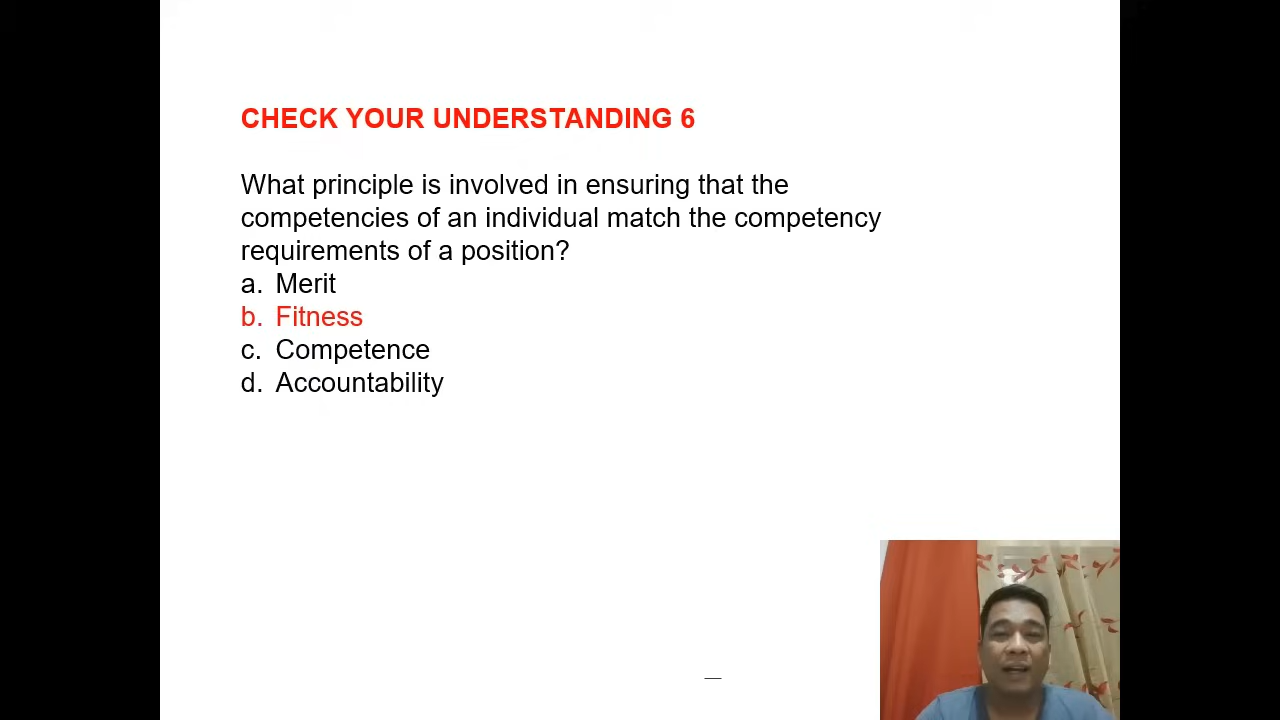 CHECK YOUR UNDERSTANDING 6
What principle is involved in ensuring that the
competencies of an individual match the competency
requirements of a position?
a. Merit
b. Fitness
c. Competence
d. Accountability